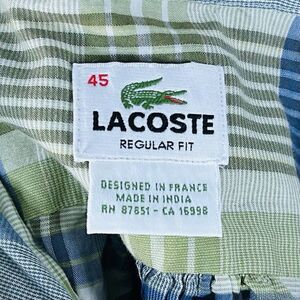 45
LACOSTE
REGULAR FIT
DESIGNED IN FRANCE
MADE IN INDIA
RN 87651 - CA 16998